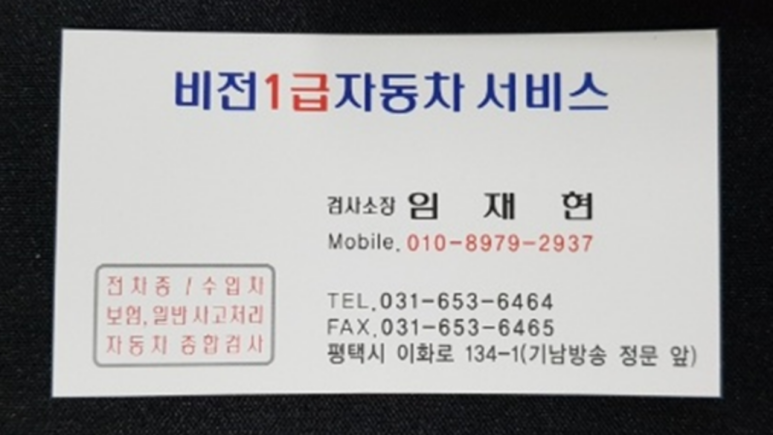 비전1급자동차 서비스
검사소장 임 재 현
Mobile. 010-8979-2937
전차종 / 수입차
보험, 일반사고처리
자동차 종합검사
TEL. 031-653-6464
FAX. 031-653-6465
평택시 이화로 134-1(기남방송 정문 앞)